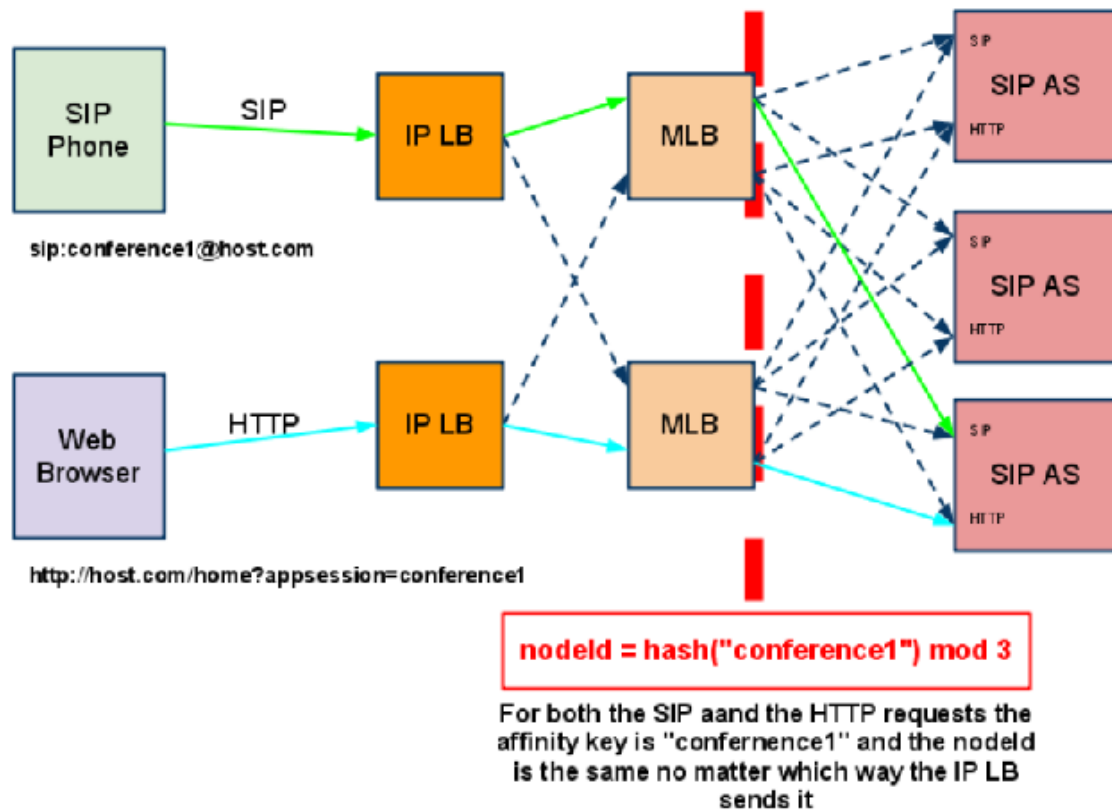 SIP
Phone
SIP
IP LB
MLB
SIP
SIP AS
HTTP
sip:conference1@host.com
SIP
SIP AS
HTTP
Web
Browser
HTTP
IP LB
MLB
SIP
SIP AS
HTTP
http://host.com/home?appsession=conference1
nodeId = hash("conference1") mod 3
For both the SIP aand the HTTP requests the
affinity key is "confernence1" and the nodeId
is the same no matter which way the IP LB
sends it